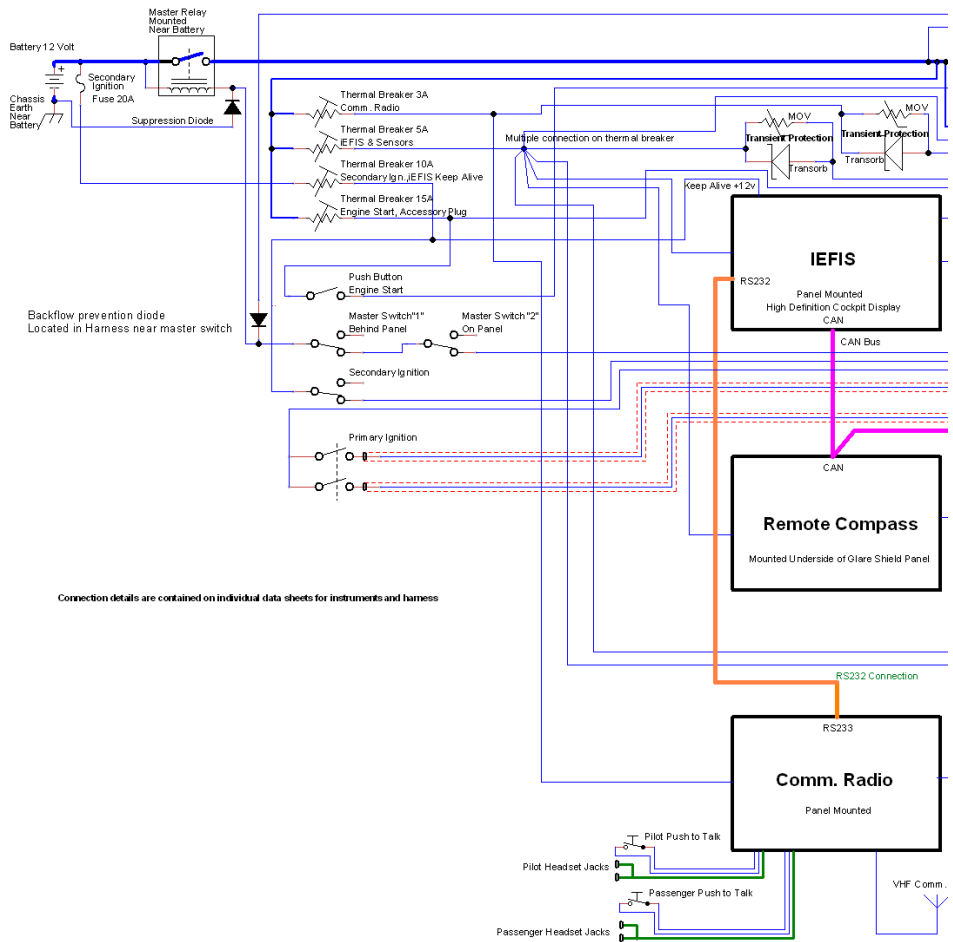 Master Relay
Mounted
Near Battery
Battery 12 Volt
+
Secondary
Ignition
Fuse 20A
Chassis
Earth
Near
Battery
Suppression Diode
Thermal Breaker 3A
Comm. Radio
Thermal Breaker 5A
iEFIS & Sensors
Thermal Breaker 10A
Secondary Ign.,iEFIS Keep Alive
Thermal Breaker 15A
Engine Start, Accessory Plug
Multiple connection on thermal breaker
MOV
Transient Protection
Transorb
MOV
Transient Protection
Transorb
Keep Alive +12v
IEFIS
RS232
Panel Mounted
High Definition Cockpit Display
CAN
CAN Bus
Push Button
Engine Start
Backflow prevention diode
Located in Harness near master switch
Master Switch"1"
Behind Panel
Master Switch "2"
On Panel
Secondary Ignition
Primary Ignition
CAN
Remote Compass
Mounted Underside of Glare Shield Panel
Connection details are contained on individual data sheets for instruments and harness
RS232 Connection
RS233
Comm. Radio
Panel Mounted
Pilot Push to Talk
Pilot Headset Jacks
Passenger Push to Talk
Passenger Headset Jacks
VHF Comm.